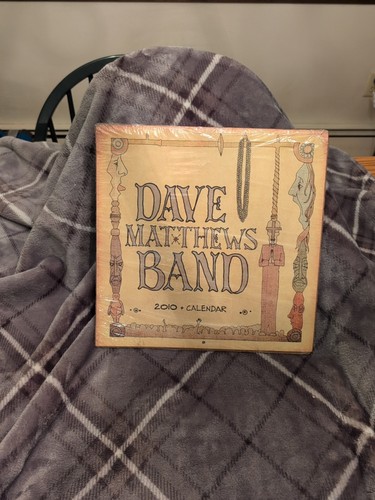 DAVE
MATTHEWS
BAND
2010 • CALENDAR